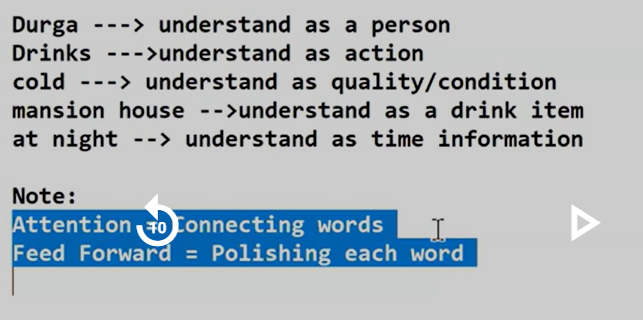 Durga ---> understand as a person
Drinks --->understand as action
cold ---> understand as quality/condition
mansion house -->understand as a drink item
at night --> understand as time information
Note:
Attention = Connecting words
Feed Forward = Polishing each word
10